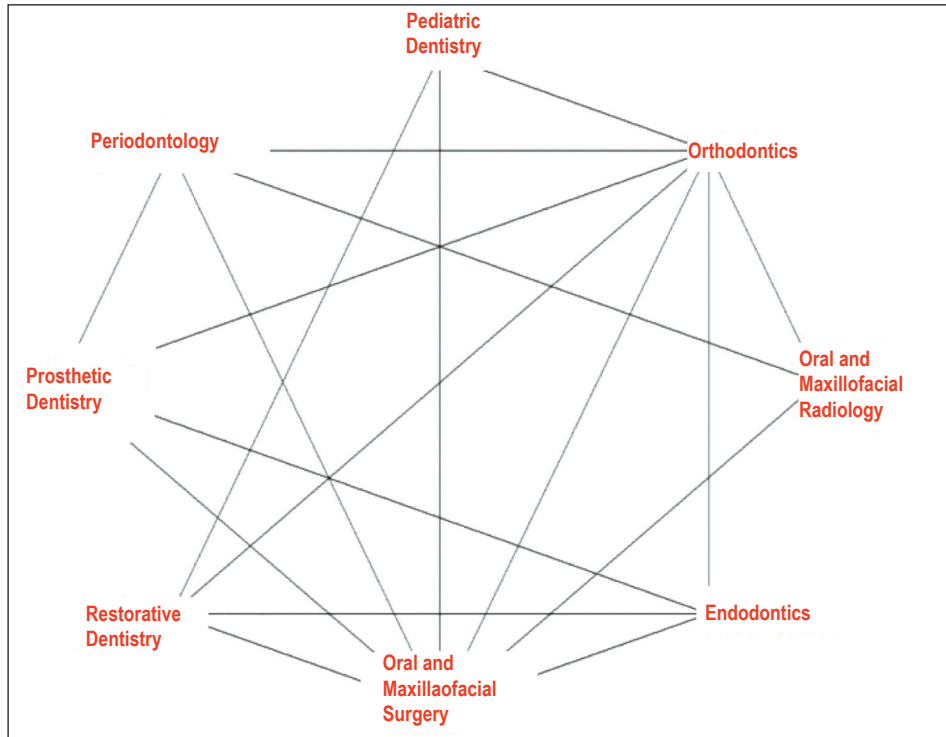 Pediatric
Dentistry
Periodontology
Orthodontics
Prosthetic
Dentistry
Oral and
Maxillofacial
Radiology
Restorative
Dentistry
Endodontics
Oral and
Maxillaofacial
Surgery